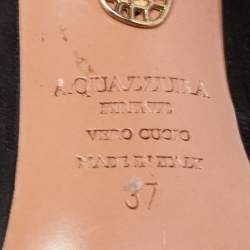 AQUAZZURA
FIRENZE
VERO CUOIO
MADE IN ITALY
37